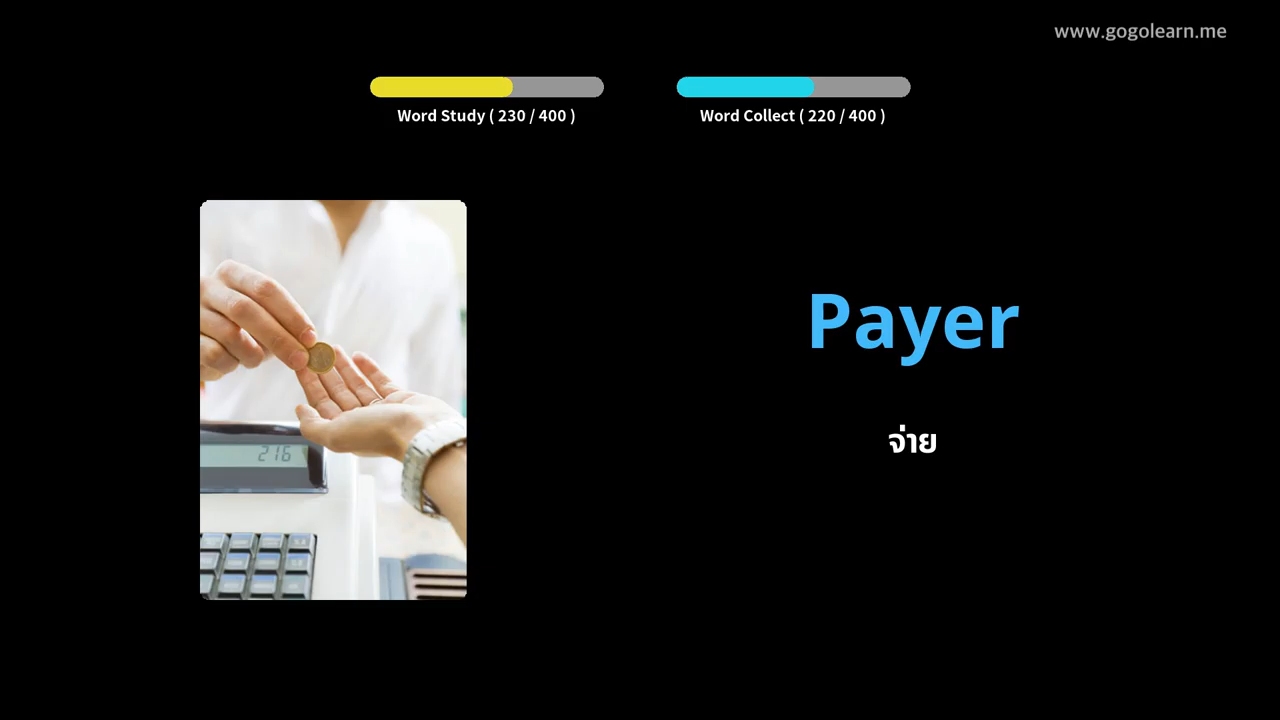 www.gogolearn.me
Word Study ( 230 / 400 )
Word Collect ( 220 / 400 )
216
Payer
จ่าย